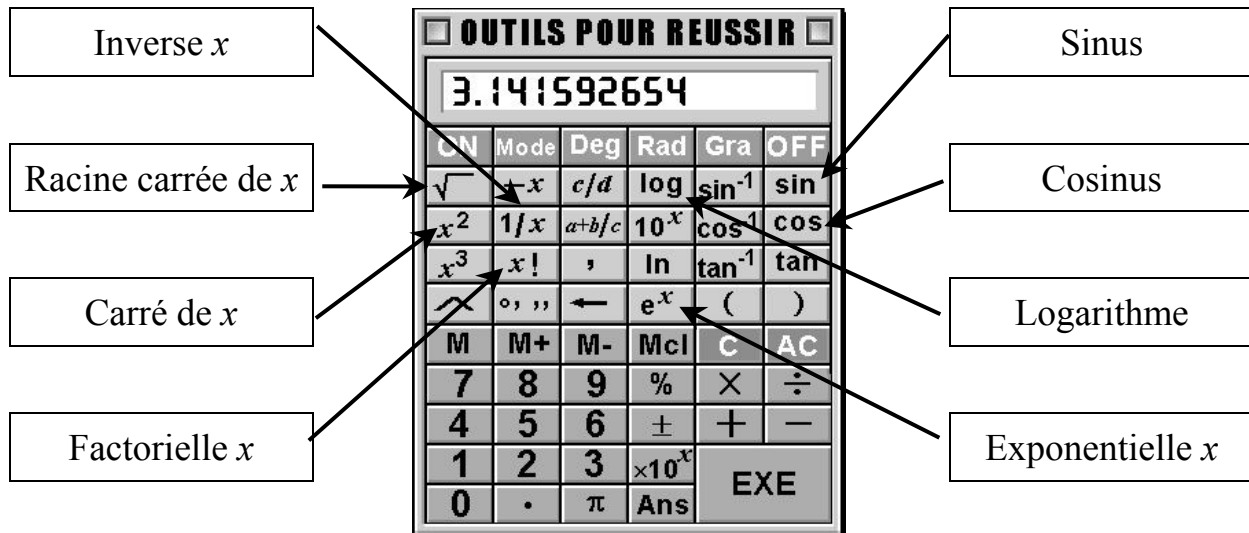 OUTILS POUR REUSSIR
3.141592654
ON Mode Deg Rad Gra OFF
√ +x c/d log sin⁻¹ sin
x² 1/x a+b/c 10ˣ cos⁻¹ cos
x³ x! , ln tan⁻¹ tan
^ °, ,, ← eˣ ( )
M M+ M- Mcl C AC
7 8 9 % × ÷
4 5 6 ± + −
1 2 3 ×10ˣ EXE
0 . π Ans
Inverse x
Racine carrée de x
Carré de x
Factorielle x
Sinus
Cosinus
Logarithme
Exponentielle x